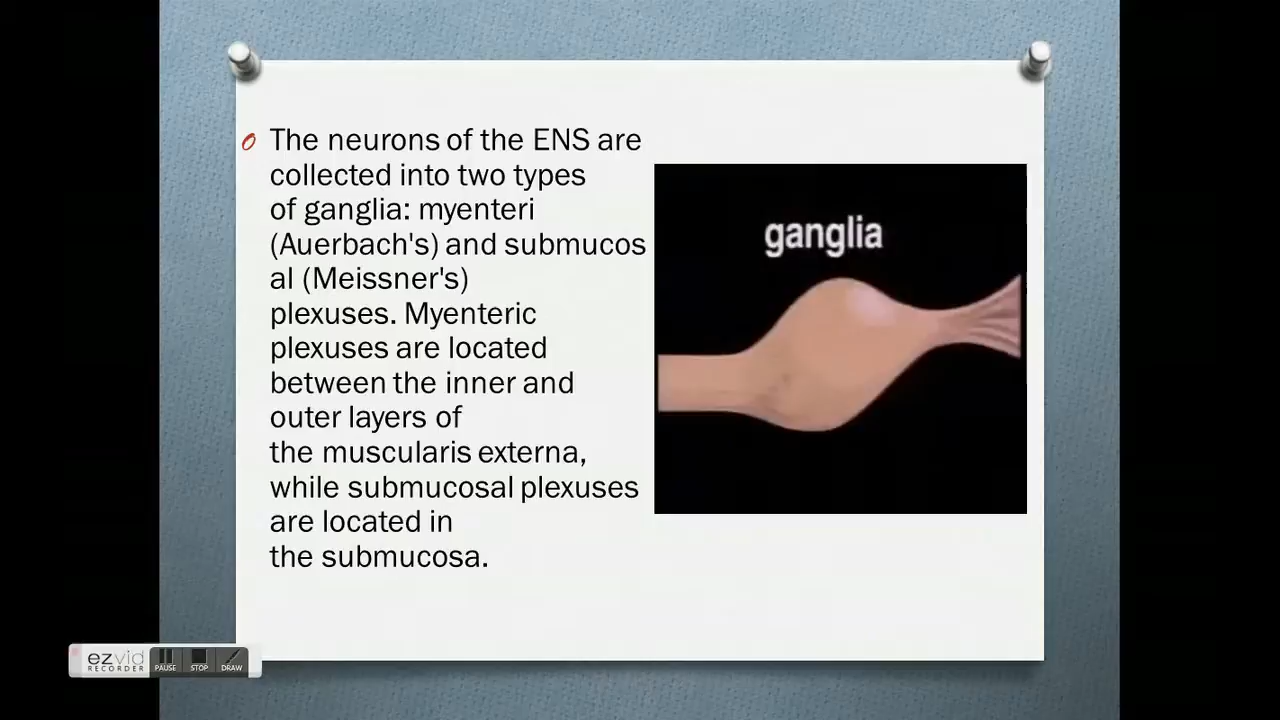 The neurons of the ENS are
collected into two types
of ganglia: myenteri
(Auerbach's) and submucos
al (Meissner's)
plexuses. Myenteric
plexuses are located
between the inner and
outer layers of
the muscularis externa,
while submucosal plexuses
are located in
the submucosa.
ganglia
ezvid
RECORDER
PAUSE
STOP
DRAW